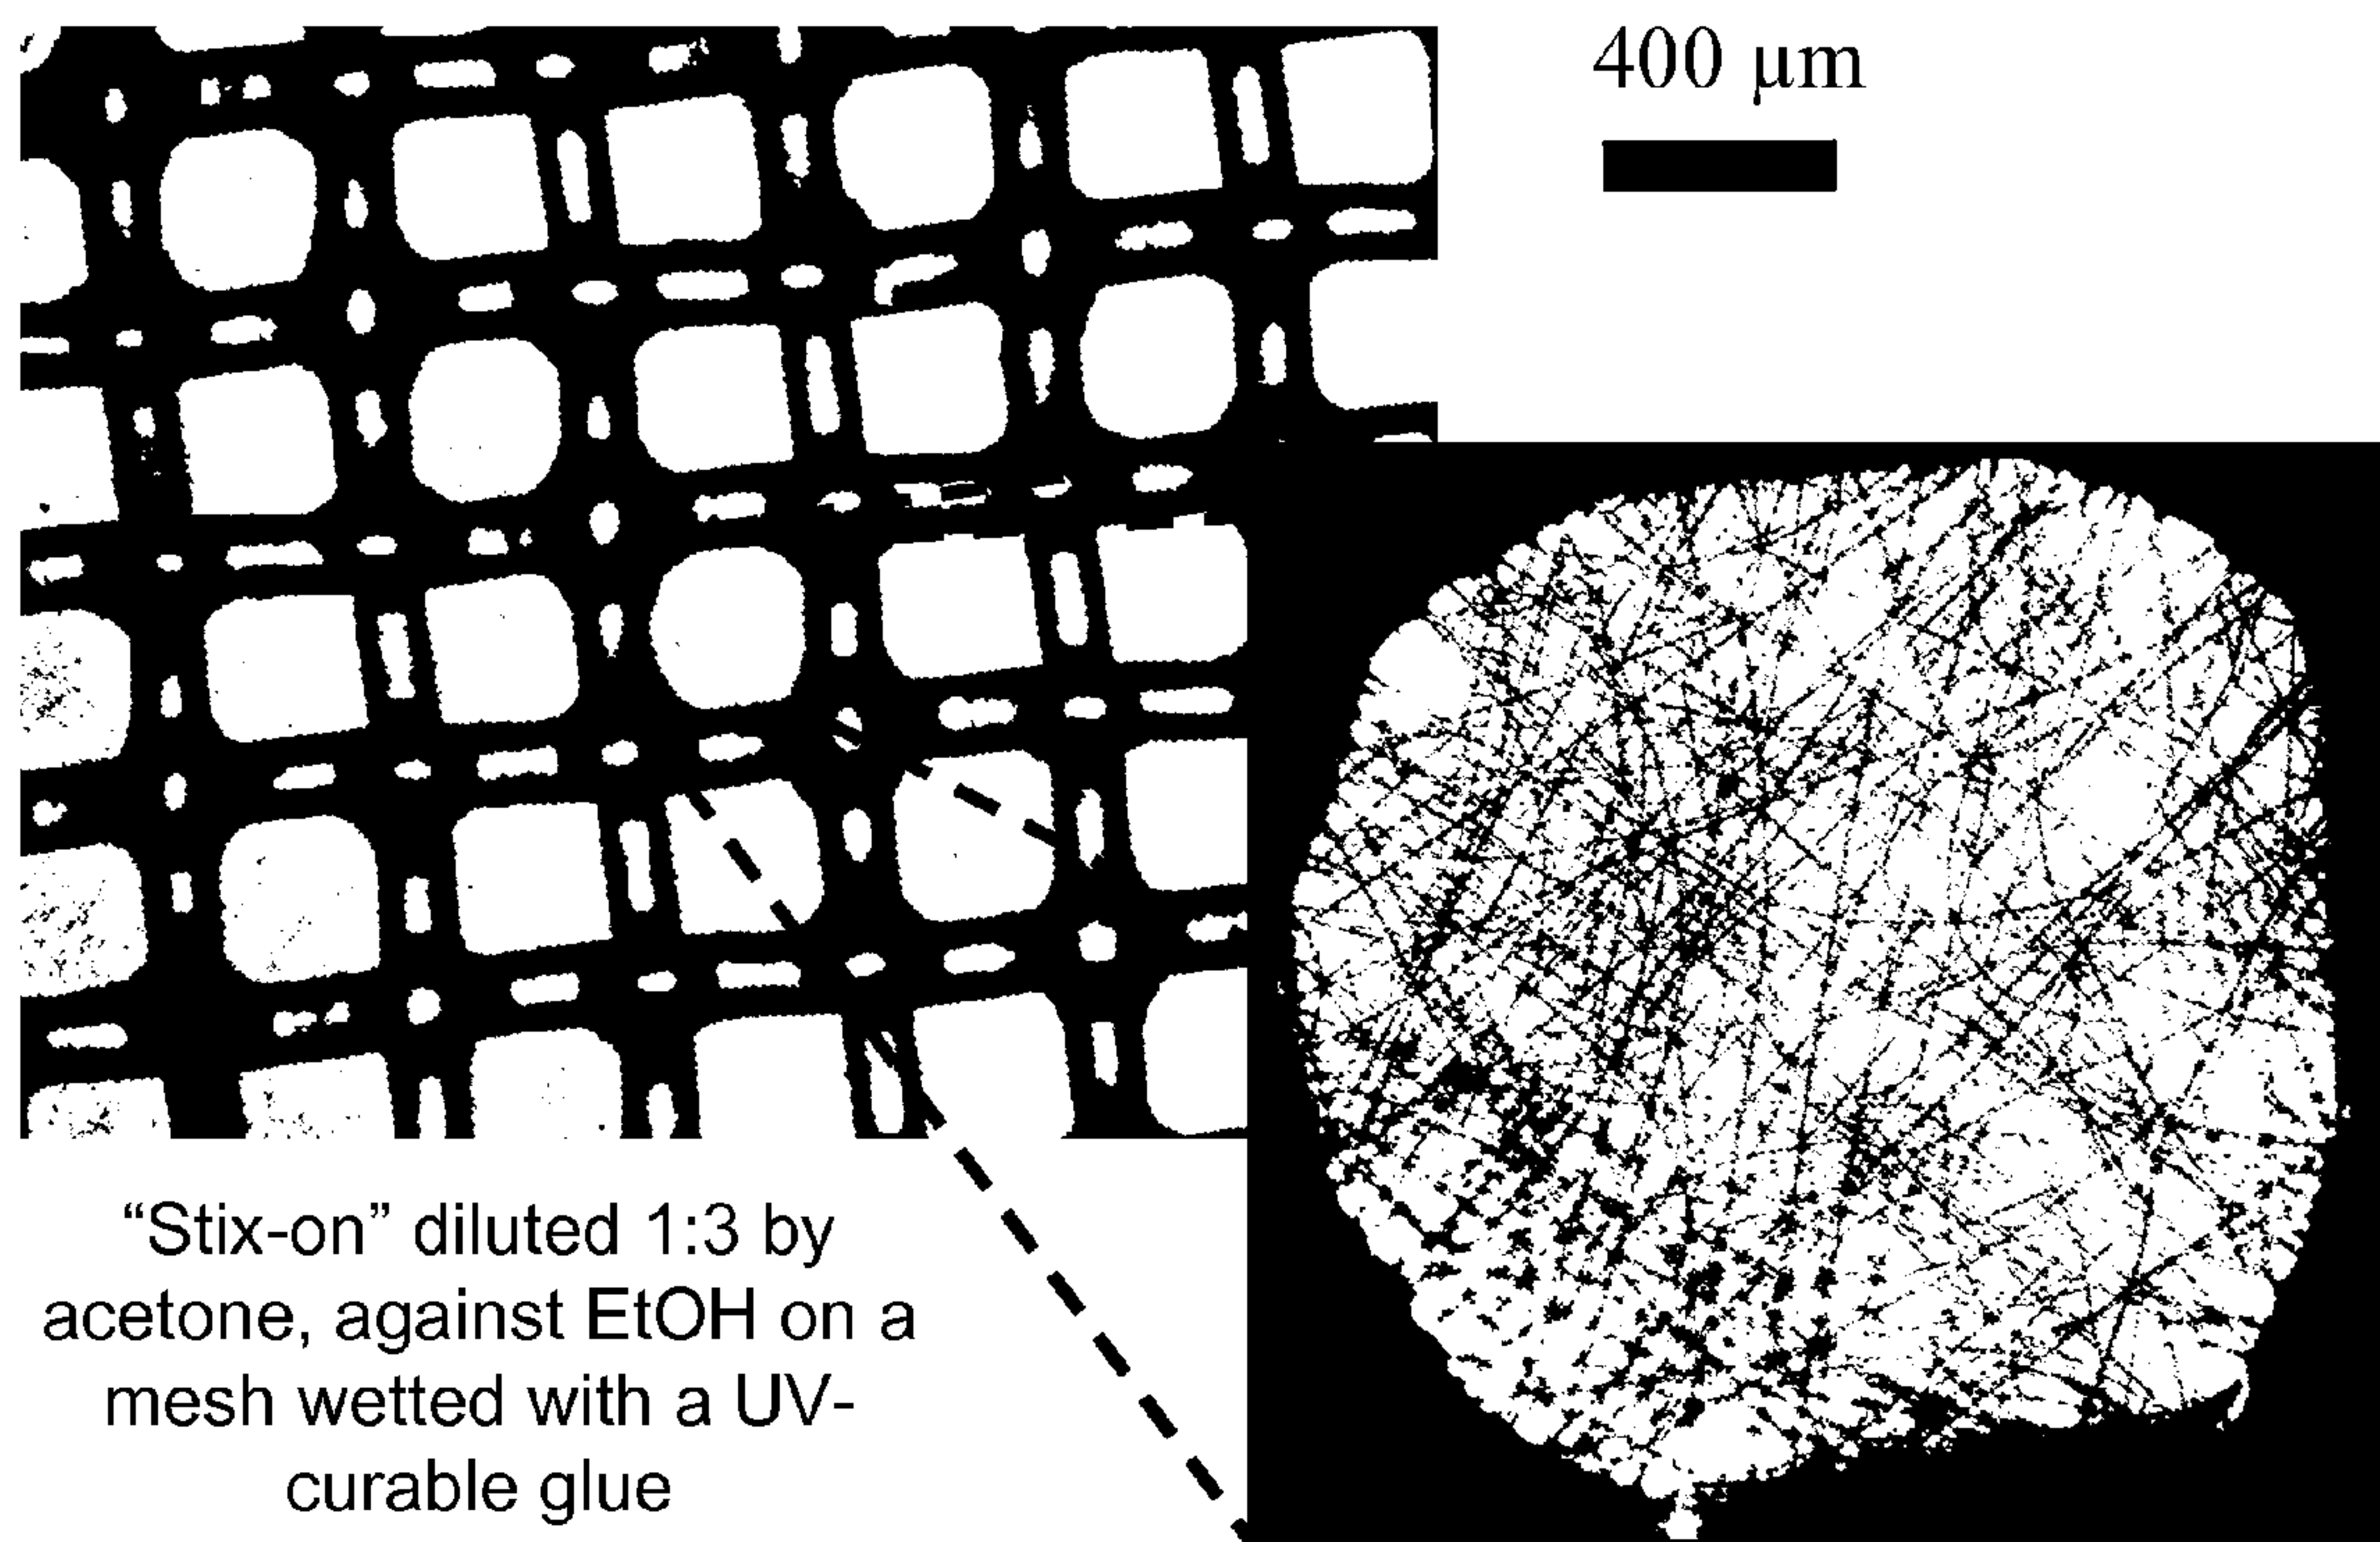 400 µm
“Stix-on” diluted 1:3 by
acetone, against EtOH on a
mesh wetted with a UV-
curable glue